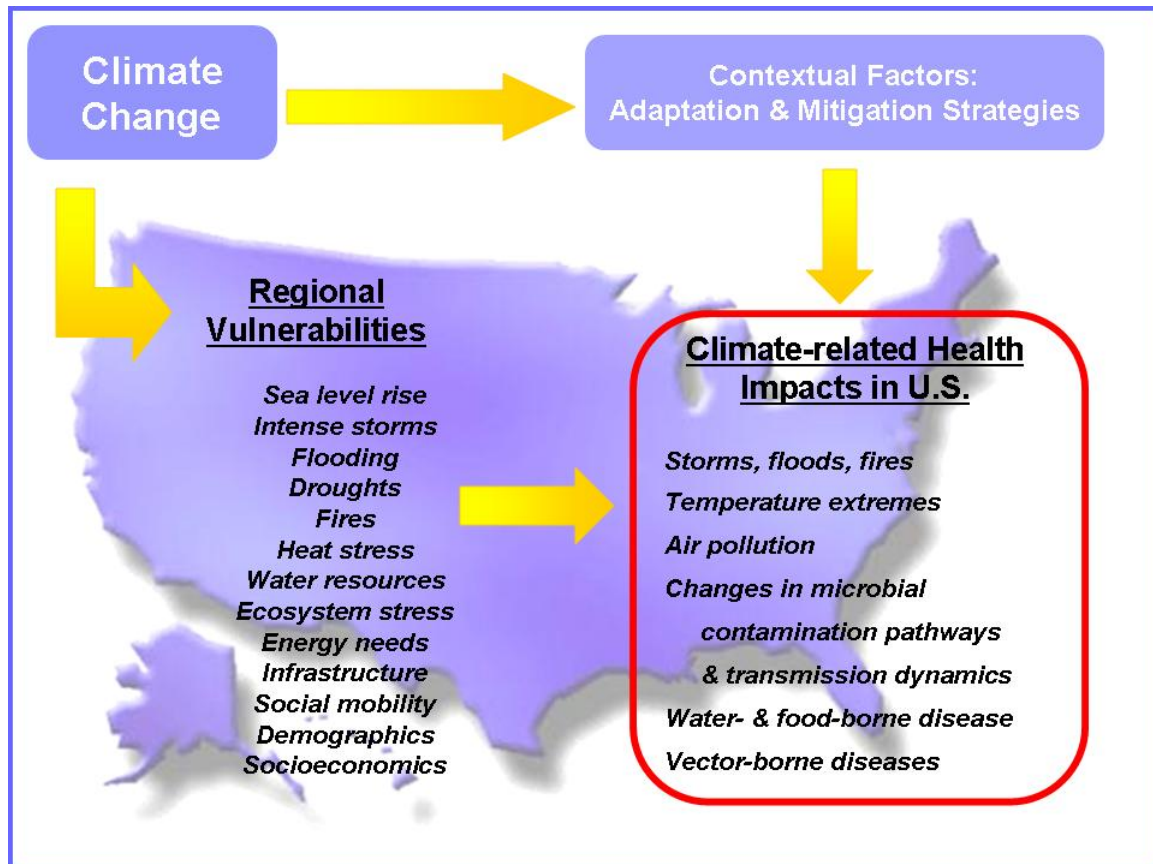 Climate
Change
Contextual Factors:
Adaptation & Mitigation Strategies
Regional
Vulnerabilities
Sea level rise
Intense storms
Flooding
Droughts
Fires
Heat stress
Water resources
Ecosystem stress
Energy needs
Infrastructure
Social mobility
Demographics
Socioeconomics
Climate-related Health
Impacts in U.S.
Storms, floods, fires
Temperature extremes
Air pollution
Changes in microbial
contamination pathways
& transmission dynamics
Water- & food-borne disease
Vector-borne diseases